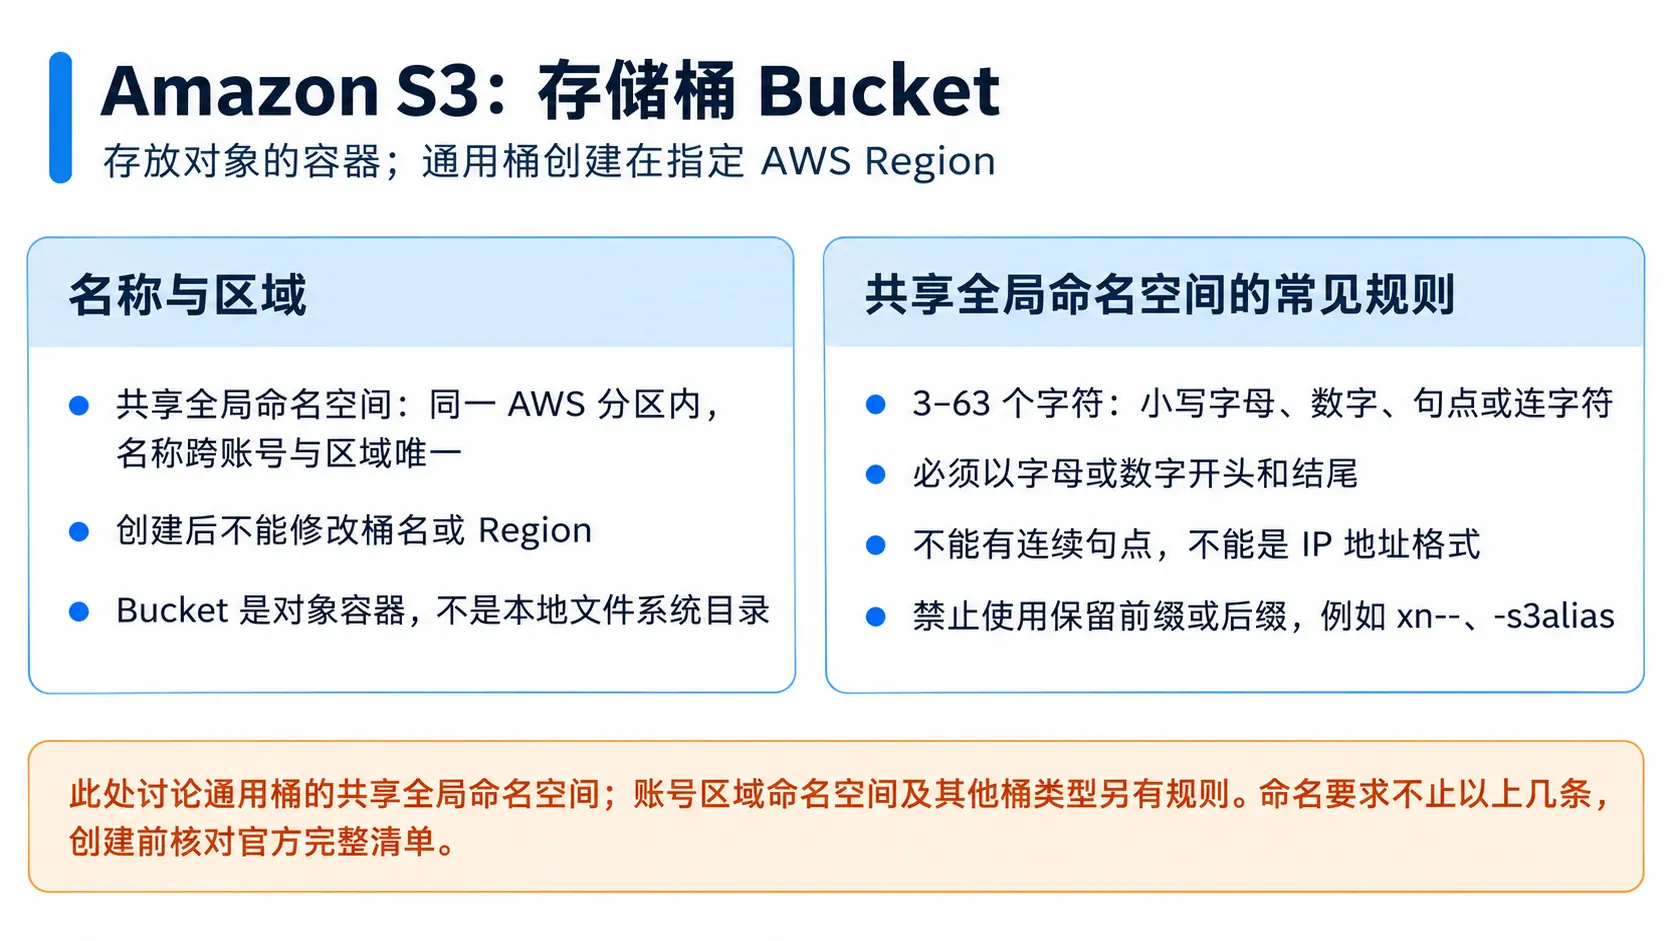 Amazon S3：存储桶 Bucket
存放对象的容器；通用桶创建在指定 AWS Region
名称与区域
共享全局命名空间：同一 AWS 分区内，
名称跨账号与区域唯一
创建后不能修改桶名或 Region
Bucket 是对象容器，不是本地文件系统目录
共享全局命名空间的常见规则
3–63 个字符：小写字母、数字、句点或连字符
必须以字母或数字开头和结尾
不能有连续句点，不能是 IP 地址格式
禁止使用保留前缀或后缀，例如 xn--、-s3alias
此处讨论通用桶的共享全局命名空间；账号区域命名空间及其他桶类型另有规则。命名要求不止以上几条，
创建前核对官方完整清单。